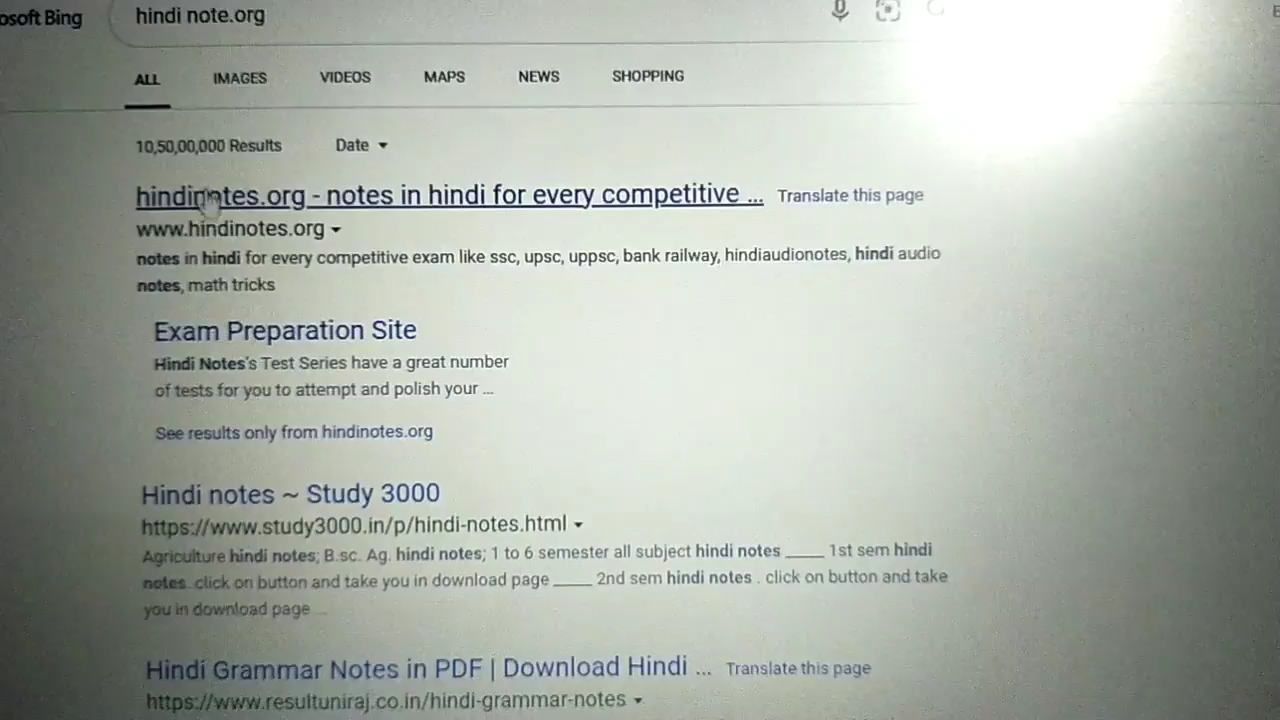 osoft Bing
hindi note.org
ALL IMAGES VIDEOS MAPS NEWS SHOPPING
10,50,00,000 Results Date
hindinotes.org - notes in hindi for every competitive ... Translate this page
www.hindinotes.org
notes in hindi for every competitive exam like ssc, upsc, uppsc, bank railway, hindiaudionotes, hindi audio
notes, math tricks
Exam Preparation Site
Hindi Notes's Test Series have a great number
of tests for you to attempt and polish your ...
See results only from hindinotes.org
Hindi notes ~ Study 3000
https://www.study3000.in/p/hindi-notes.html
Agriculture hindi notes; B.sc. Ag. hindi notes; 1 to 6 semester all subject hindi notes ____ 1st sem hindi
notes. click on button and take you in download page ____ 2nd sem hindi notes . click on button and take
you in download page ...
Hindi Grammar Notes in PDF | Download Hindi ... Translate this page
https://www.resultuniraj.co.in/hindi-grammar-notes